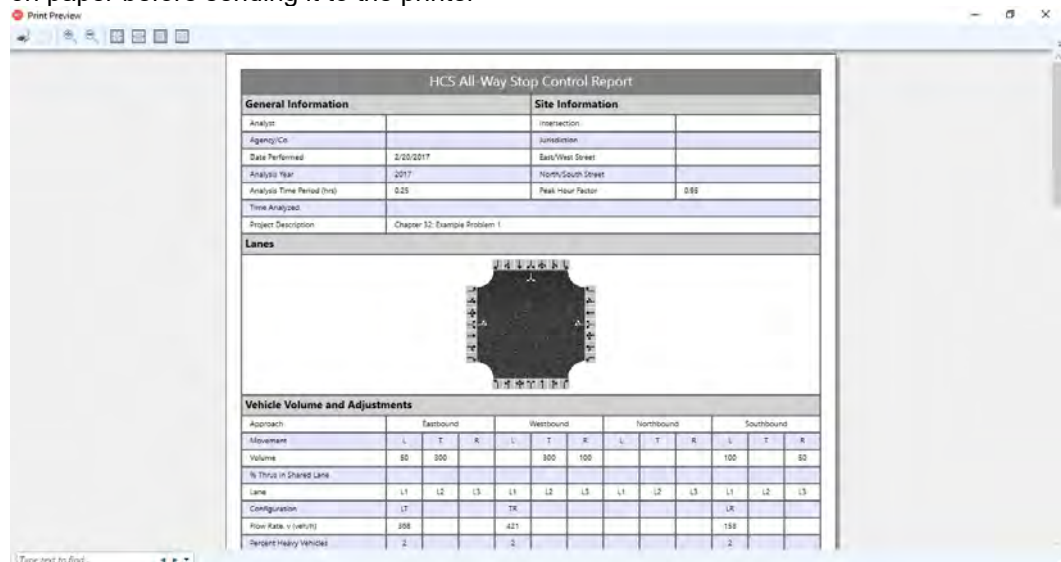 on paper before sending it to the printer
Print Preview
HCS All-Way Stop Control Report
General Information Site Information
Analyst Intersection
Agency/Co. Jurisdiction
Date Performed 2/20/2017 East/West Street
Analysis Year 2017 North/South Street
Analysis Time Period (hrs) 0.25 Peak Hour Factor 0.95
Time Analyzed
Project Description Chapter 32: Example Problem 1
Lanes
Vehicle Volume and Adjustments
Approach Eastbound Westbound Northbound Southbound
Movement L T R L T R L T R L T R
Volume 50 300 300 100 100 50
% Thrus in Shared Lane
Lane L1 L2 L3 L1 L2 L3 L1 L2 L3 L1 L2 L3
Configuration LT TR LR
Flow Rate, v (veh/h) 368 421 158
Percent Heavy Vehicles 2 2 2
Type text to find...